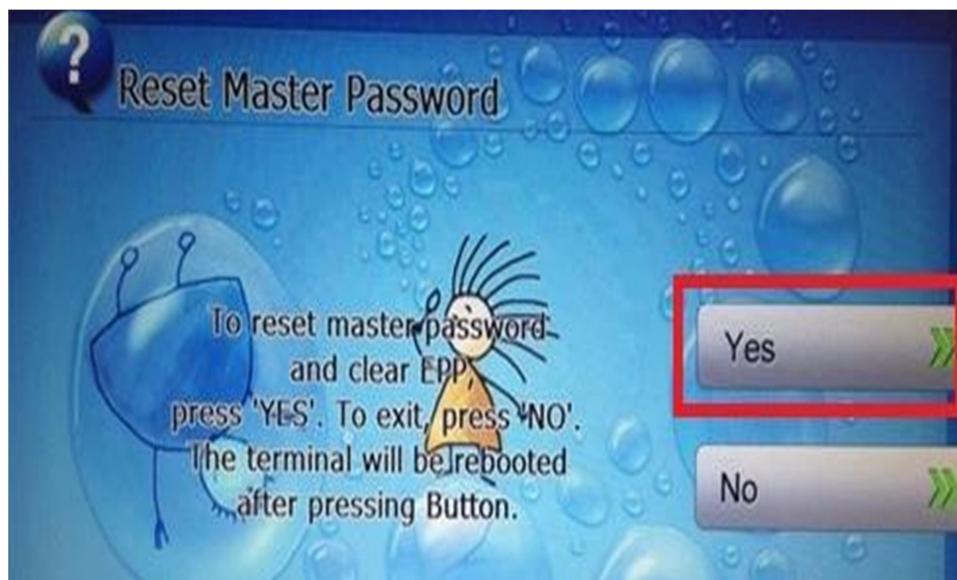 ?
Reset Master Password
To reset master password
and clear EPP,
press 'YES'. To exit, press 'NO'.
The terminal will be rebooted
after pressing Button.
Yes
No